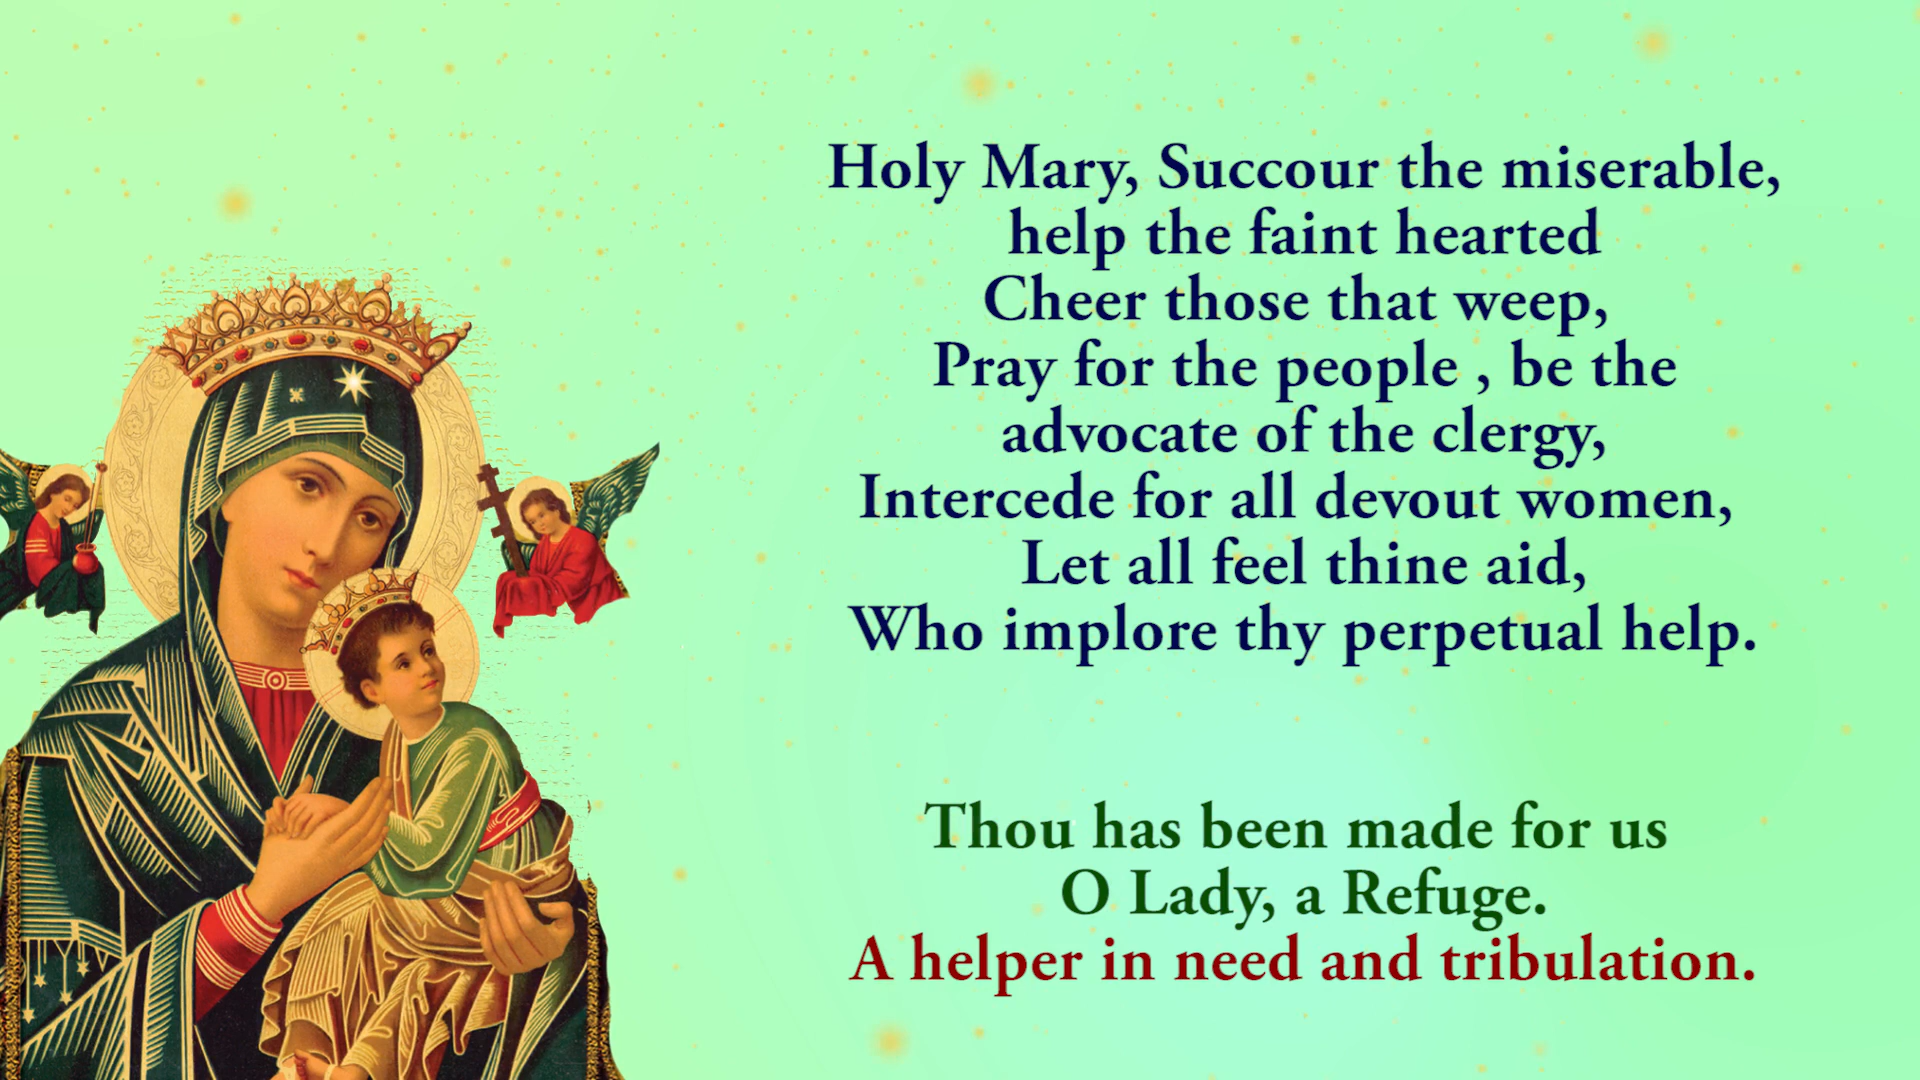 Holy Mary, Succour the miserable,
help the faint hearted
Cheer those that weep,
Pray for the people , be the
advocate of the clergy,
Intercede for all devout women,
Let all feel thine aid,
Who implore thy perpetual help.
Thou has been made for us
O Lady, a Refuge.
A helper in need and tribulation.